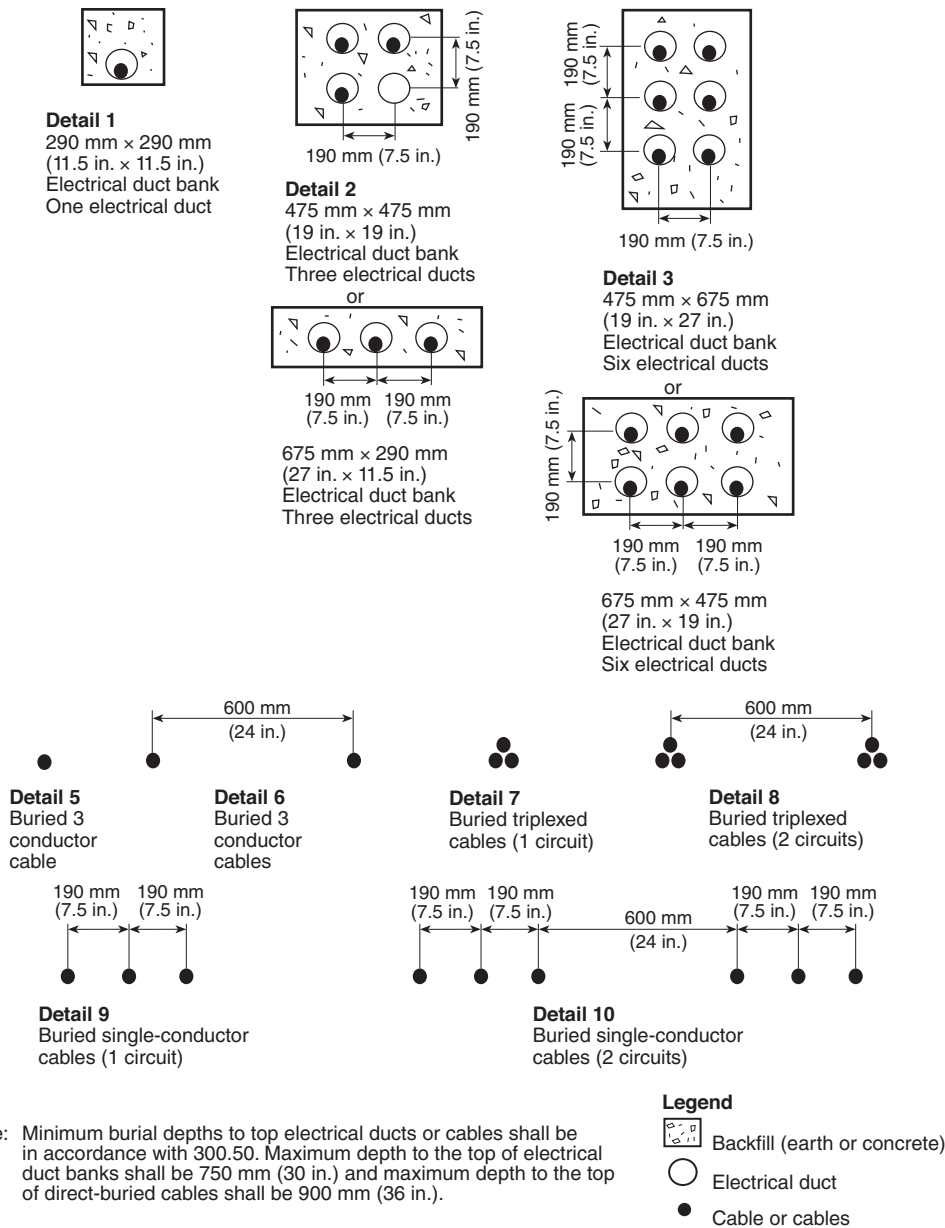 Detail 1
290 mm × 290 mm
(11.5 in. × 11.5 in.)
Electrical duct bank
One electrical duct
190 mm (7.5 in.)
190 mm (7.5 in.)
Detail 2
475 mm × 475 mm
(19 in. × 19 in.)
Electrical duct bank
Three electrical ducts
or
190 mm
(7.5 in.)
190 mm
(7.5 in.)
675 mm × 290 mm
(27 in. × 11.5 in.)
Electrical duct bank
Three electrical ducts
190 mm
(7.5 in.)
190 mm
(7.5 in.)
190 mm (7.5 in.)
Detail 3
475 mm × 675 mm
(19 in. × 27 in.)
Electrical duct bank
Six electrical ducts
or
190 mm (7.5 in.)
190 mm
(7.5 in.)
190 mm
(7.5 in.)
675 mm × 475 mm
(27 in. × 19 in.)
Electrical duct bank
Six electrical ducts
600 mm
(24 in.)
600 mm
(24 in.)
Detail 5
Buried 3
conductor
cable
Detail 6
Buried 3
conductor
cables
Detail 7
Buried triplexed
cables (1 circuit)
Detail 8
Buried triplexed
cables (2 circuits)
190 mm
(7.5 in.)
190 mm
(7.5 in.)
190 mm
(7.5 in.)
190 mm
(7.5 in.)
600 mm
(24 in.)
190 mm
(7.5 in.)
190 mm
(7.5 in.)
Detail 9
Buried single-conductor
cables (1 circuit)
Detail 10
Buried single-conductor
cables (2 circuits)
e: Minimum burial depths to top electrical ducts or cables shall be
in accordance with 300.50. Maximum depth to the top of electrical
duct banks shall be 750 mm (30 in.) and maximum depth to the top
of direct-buried cables shall be 900 mm (36 in.).
Legend
Backfill (earth or concrete)
Electrical duct
Cable or cables